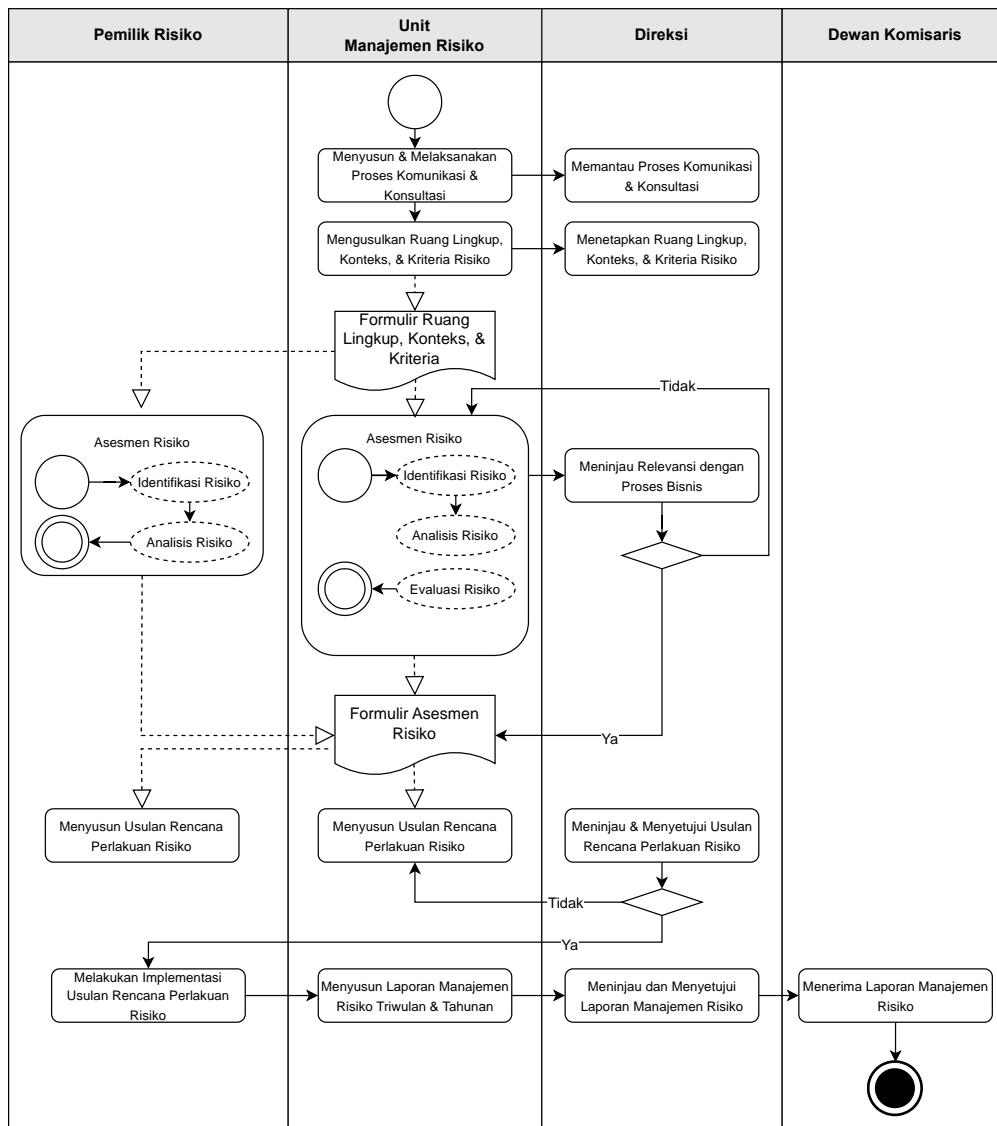 Pemilik Risiko
Unit
Manajemen Risiko
Direksi
Dewan Komisaris
Menyusun & Melaksanakan
Proses Komunikasi &
Konsultasi
Memantau Proses Komunikasi
& Konsultasi
Mengusulkan Ruang Lingkup,
Konteks, & Kriteria Risiko
Menetapkan Ruang Lingkup,
Konteks, & Kriteria Risiko
Formulir Ruang
Lingkup, Konteks, &
Kriteria
Tidak
Asesmen Risiko
Identifikasi Risiko
Analisis Risiko
Asesmen Risiko
Identifikasi Risiko
Analisis Risiko
Evaluasi Risiko
Meninjau Relevansi dengan
Proses Bisnis
Formulir Asesmen
Risiko
Ya
Menyusun Usulan Rencana
Perlakuan Risiko
Menyusun Usulan Rencana
Perlakuan Risiko
Meninjau & Menyetujui Usulan
Rencana Perlakuan Risiko
Tidak
Ya
Melakukan Implementasi
Usulan Rencana Perlakuan
Risiko
Menyusun Laporan Manajemen
Risiko Triwulan & Tahunan
Meninjau dan Menyetujui
Laporan Manajemen Risiko
Menerima Laporan Manajemen
Risiko